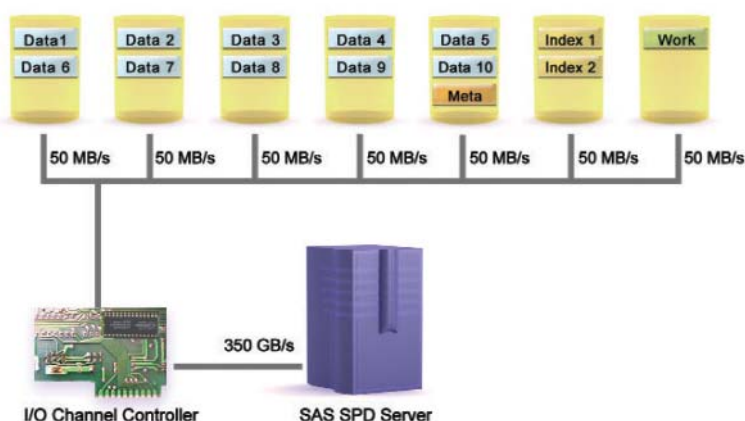 Data1 Data 2 Data 3 Data 4 Data 5 Index 1 Work
Data 6 Data 7 Data 8 Data 9 Data 10 Index 2
Meta
50 MB/s 50 MB/s 50 MB/s 50 MB/s 50 MB/s 50 MB/s 50 MB/s
350 GB/s
I/O Channel Controller SAS SPD Server